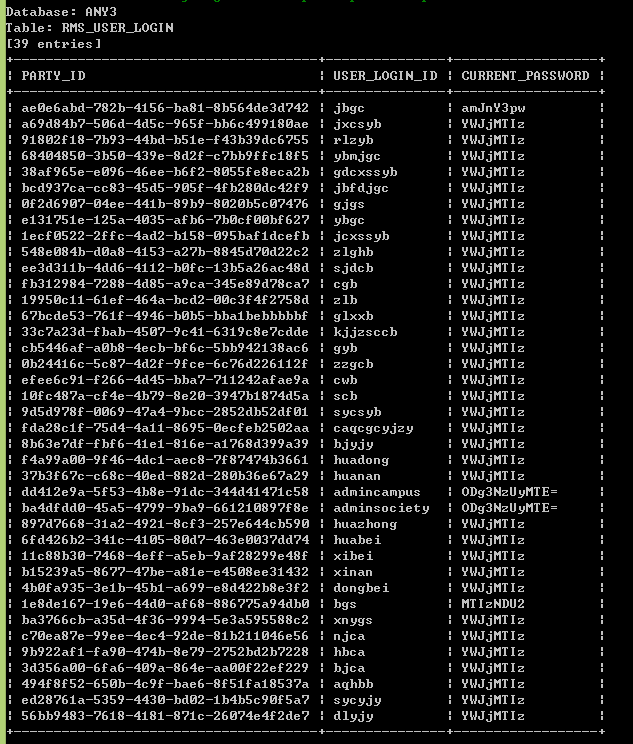 Database: ANY3
Table: RMS_USER_LOGIN
[39 entries]
| PARTY_ID | USER_LOGIN_ID | CURRENT_PASSWORD |
| ae0e6abd-782b-4156-ba81-8b564de3d742 | jbgc | amJnY3pw |
| a69d84b7-506d-4d5c-965f-bb6c499180ae | jxcsyb | YWJjMTIz |
| 91802f18-7b93-44bd-b51e-f43b39dc6755 | rlzyb | YWJjMTIz |
| 68404850-3b50-439e-8d2f-c7bb9ffc18f5 | ybmjgc | YWJjMTIz |
| 38af965e-e096-46ee-b6f2-8055fe8eca2b | gdcxssyb | YWJjMTIz |
| bcd937ca-cc83-45d5-905f-4fb280dc42f9 | jbfdjgc | YWJjMTIz |
| 0f2d6907-04ee-441b-89b9-8020b5c07476 | gjgs | YWJjMTIz |
| e131751e-125a-4035-afb6-7b0cf00bf627 | ybgc | YWJjMTIz |
| 1ecf0522-2ffc-4ad2-b158-095baf1dcefb | jcxssyb | YWJjMTIz |
| 548e084b-d0a8-4153-a27b-8845d70d22c2 | zlghb | YWJjMTIz |
| ee3d311b-4dd6-4112-b0fc-13b5a26ac48d | sjdcb | YWJjMTIz |
| fb312984-7288-4d85-a9ca-345e89d78ca7 | cgb | YWJjMTIz |
| 19950c11-61ef-464a-bcd2-00c3f4f2758d | zlb | YWJjMTIz |
| 67bcde53-761f-4946-b0b5-bba1bebbbbbf | glxxb | YWJjMTIz |
| 33c7a23d-fbab-4507-9c41-6319c8e7cdde | kjjzsccb | YWJjMTIz |
| cb5446af-a0b8-4ecb-bf6c-5bb942138ac6 | gyb | YWJjMTIz |
| 0b24416c-5c87-4d2f-9fce-6c76d226112f | zzgcb | YWJjMTIz |
| efee6c91-f266-4d45-bba7-711242afae9a | cwb | YWJjMTIz |
| 10fc487a-cf4e-4b79-8e20-3947b1874d5a | scb | YWJjMTIz |
| 9d5d978f-0069-47a4-9bcc-2852db52df01 | sycsyb | YWJjMTIz |
| fda28c1f-75d4-4a11-8695-0ecfeb2502aa | caqcgcyjzy | YWJjMTIz |
| 8b63e7df-fbf6-41e1-816e-a1768d399a39 | bjyjy | YWJjMTIz |
| f4a99a00-9f46-4dc1-aec8-7f87474b3661 | huadong | YWJjMTIz |
| 37b3f67c-c68c-40ed-882d-280b36e67a29 | huanan | YWJjMTIz |
| dd412e9a-5f53-4b8e-91dc-344d41471c58 | admincampus | ODg3NzUyMTE= |
| ba4dfdd0-45a5-4799-9ba9-661210897f8e | adminsociety | ODg3NzUyMTE= |
| 897d7668-31a2-4921-8cf3-257e644cb590 | huazhong | YWJjMTIz |
| 6fd426b2-341c-4105-80d7-463e0037dd74 | huabei | YWJjMTIz |
| 11c88b30-7468-4eff-a5eb-9af28299e48f | xibei | YWJjMTIz |
| b15239a5-8677-47be-a81e-e4508ee31432 | xinan | YWJjMTIz |
| 4b0fa935-3e1b-45b1-a699-e8d422b8e3f2 | dongbei | YWJjMTIz |
| 1e8de167-19e6-44d0-af68-886775a94db0 | bgs | MTIzNDU2 |
| ba3766cb-a35d-4f36-9994-5e3a595588c2 | xnygs | YWJjMTIz |
| c70ea87e-99ee-4ec4-92de-81b211046e56 | njca | YWJjMTIz |
| 9b922af1-fa90-474b-8e79-2752bd2b7228 | hbca | YWJjMTIz |
| 3d356a00-6fa6-409a-864e-aa00f22ef229 | bjca | YWJjMTIz |
| 494f8f52-650b-4c9f-bae6-8f51fa18537a | aqhbb | YWJjMTIz |
| ed28761a-5359-4430-bd02-1b4b5c90f5a7 | sycyjy | YWJjMTIz |
| 56bb9483-7618-4181-871c-26074e4f2de7 | dlyjy | YWJjMTIz |